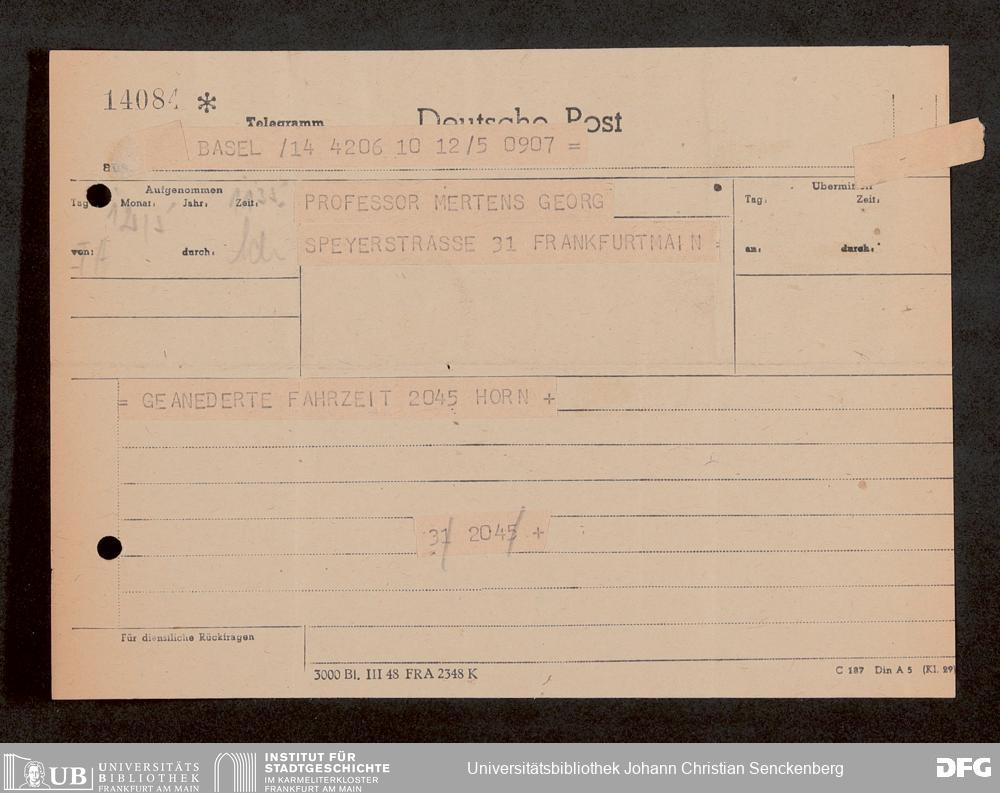 14084 *
Telegramm Deutsche Post
BASEL /14 4206 10 12/5 0907 =
Aufgenommen
Tag Monat: Jahr: Zeit:
von: durch:
PROFESSOR MERTENS GEORG
SPEYERSTRASSE 31 FRANKFURTMAIN =
Übermittelt
Tag: Zeit:
an: durch:
= GEANEDERTE FAHRZEIT 2045 HORN +
31 2045 +
Für dienstliche Rückfragen
3000 Bl. III 48 FRA 2348 K
C 187 Din A 5 (Kl. 29)
UB UNIVERSITÄTS
BIBLIOTHEK
FRANKFURT AM MAIN
INSTITUT FÜR
STADTGESCHICHTE
IM KARMELITERKLOSTER
FRANKFURT AM MAIN
Universitätsbibliothek Johann Christian Senckenberg
DFG